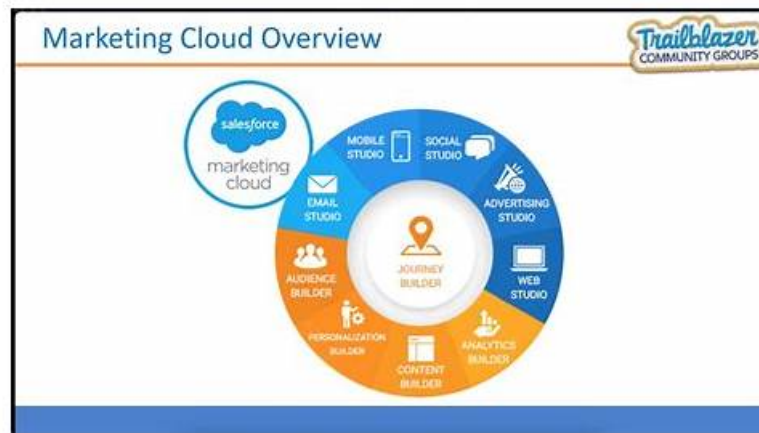 Marketing Cloud Overview
Trailblazer
COMMUNITY GROUPS
salesforce
marketing
cloud
MOBILE
STUDIO
SOCIAL
STUDIO
EMAIL
STUDIO
ADVERTISING
STUDIO
AUDIENCE
BUILDER
JOURNEY
BUILDER
WEB
STUDIO
PERSONALIZATION
BUILDER
CONTENT
BUILDER
ANALYTICS
BUILDER